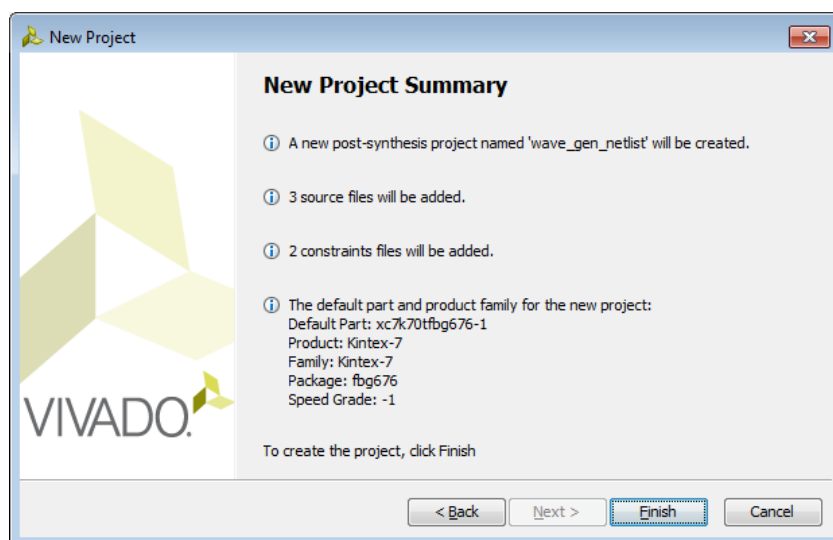 New Project
New Project Summary
A new post-synthesis project named 'wave_gen_netlist' will be created.
3 source files will be added.
2 constraints files will be added.
The default part and product family for the new project:
Default Part: xc7k70tfbg676-1
Product: Kintex-7
Family: Kintex-7
Package: fbg676
Speed Grade: -1
VIVADO.
To create the project, click Finish
< Back
Next >
Finish
Cancel